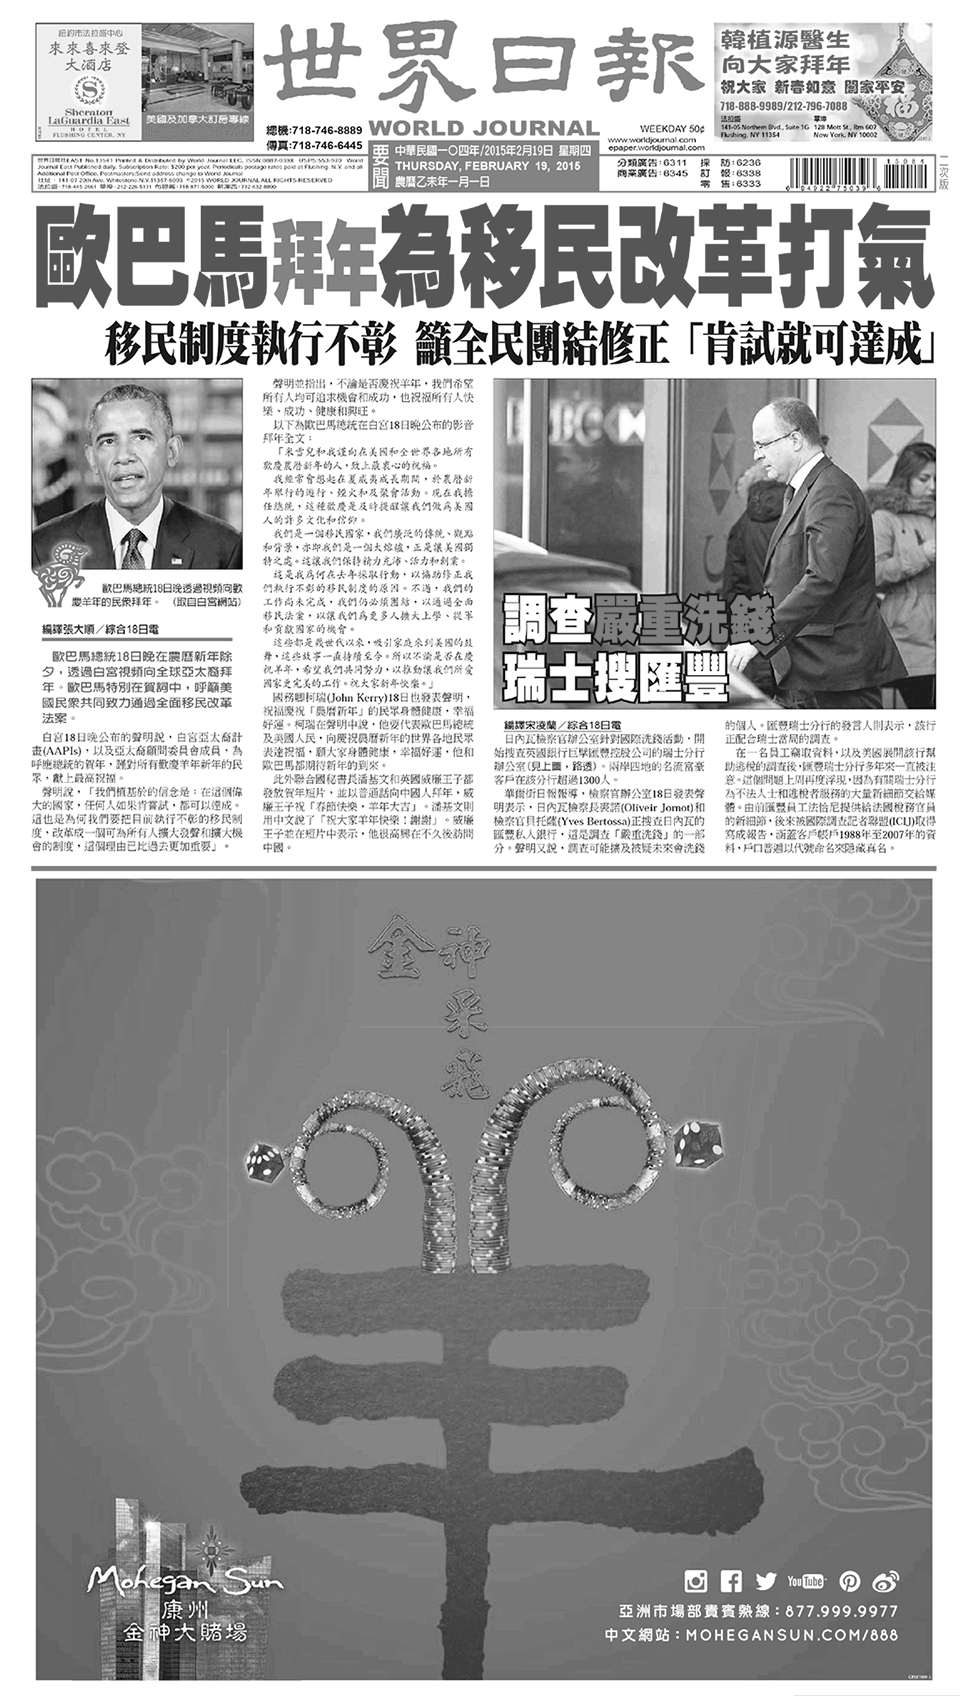 紐約市法拉盛中心
來來喜來登
大酒店
S
Sheraton
LaGuardia East
HOTEL
FLUSHING CENTER, NY
美國及加拿大訂房專線
世界日報
WORLD JOURNAL
總機:718-746-8889
傳真:718-746-6445
WEEKDAY 50¢
www.worldjournal.com
epaper.worldjournal.com
韓植源醫生
向大家拜年
祝大家 新春如意 闔家平安
718-888-9989/212-796-7088
法拉盛
141-05 Northern Blvd., Suite 1G
Flushing, NY 11354
華埠
128 Mott St., Rm 607
New York, NY 10002
福
世界日報社EAST No.13541 Printed & Distributed by World Journal LLC.
要聞
中華民國一〇四年/2015年2月19日 星期四
THURSDAY, FEBRUARY 19, 2015
農曆乙未年一月一日
分類廣告:6311 採 訪:6236
商業廣告:6345 訂 報:6338
零 售:6333
15084
二次版
歐巴馬拜年為移民改革打氣
移民制度執行不彰 籲全民團結修正「肯試就可達成」
歐巴馬總統18日晚透過視頻向歡
慶羊年的民眾拜年。 (取自白宮網站)
編譯張大順/綜合18日電
歐巴馬總統18日晚在農曆新年除
夕,透過白宮視頻向全球亞太裔拜
年。歐巴馬特別在賀詞中,呼籲美
國民眾共同致力通過全面移民改革
法案。
白宮18日晚公布的聲明說,白宮亞太裔計
畫(AAPIs),以及亞太裔顧問委員會成員,為
呼應總統的賀年,謹對所有歡慶羊年新年的民
眾,獻上最高祝福。
聲明說,「我們植基於的信念是:在這個偉
大的國家,任何人如果肯嘗試,都可以達成。
這也是為何我們要把目前執行不彰的移民制
度,改革成一個可為所有人擴大發聲和擴大機
會的制度,這個理由已比過去更加重要」。
聲明並指出,不論是否慶祝羊年,我們希望
所有人均可追求機會和成功,也祝福所有人快
樂、成功、健康和興旺。
以下為歐巴馬總統在白宮18日晚公布的影音
拜年全文:
「米雪兒和我謹向在美國和全世界各地所有
歡慶農曆新年的人,致上最衷心的祝福。
我經常會想起在夏威夷成長期間,於農曆新
年舉行的遊行、煙火和及聚會活動。現在我擔
任總統,這種歡慶是及時提醒讓我們做為美國
人的許多文化和信仰。
我們是一個移民國家,我們廣泛的傳統、觀點
和背景,亦即我們是一個大熔爐,正是讓美國獨
特之處。這讓我們保持精力充沛、活力和創業。
這是我為何在去年採取行動,以協助修正我
們執行不彰的移民制度的原因。不過,我們的
工作尚未完成,我們仍必須團結,以通過全面
移民法案,以讓我們為更多人擴大上學、從軍
和貢獻國家的機會。
這些都是幾世代以來,吸引家庭來到美國的鼓
舞,這些故事一直持續至今。所以不論是否在慶
祝羊年,希望我們共同努力,以推動讓我們所愛
國家更完美的工作。祝大家新年快樂。」
國務卿柯瑞(John Kerry)18日也發表聲明,
祝福慶祝「農曆新年」的民眾身體健康,幸福
好運。柯瑞在聲明中說,他要代表歐巴馬總統
及美國人民,向慶祝農曆新年的世界各地民眾
表達祝福,願大家身體健康,幸福好運,他和
歐巴馬都期待新年的到來。
此外聯合國秘書長潘基文和英國威廉王子都
發放賀年短片,並以普通話向中國人拜年,威
廉王子祝「春節快樂,羊年大吉」。潘基文則
用中文說了「祝大家羊年快樂!謝謝」。威廉
王子並在短片中表示,他很高興在不久後訪問
中國。
調查嚴重洗錢
瑞士搜匯豐
編譯宋凌蘭/綜合18日電
日內瓦檢察官辦公室針對國際洗錢活動,開
始搜查英國銀行巨擘匯豐控股公司的瑞士分行
辦公室(見上圖,路透)。兩岸四地的名流富豪
客戶在該分行超過1300人。
華爾街日報報導,檢察官辦公室18日發表聲
明表示,日內瓦檢察長裘諾(Oliveir Jornot)和
檢察官貝托薩(Yves Bertossa)正搜查日內瓦的
匯豐私人銀行,這是調查「嚴重洗錢」的一部
分。聲明又說,調查可能擴及被疑未來會洗錢
的個人。匯豐瑞士分行的發言人則表示,該行
正配合瑞士當局的調查。
在一名員工竊取資料,以及美國展開該行幫
助逃稅的調查後,匯豐瑞士分行多年來一直被注
意。這個問題上周再度浮現,因為有關瑞士分行
為不法人士和逃稅者服務的大量新細節交給媒
體。由前匯豐員工法恰尼提供給法國稅務官員
的新細節,後來被國際調查記者聯盟(ICIJ)取得
寫成報告,涵蓋客戶帳戶1988年至2007年的資
料,戶口普遍以代號命名來隱藏真名。
金神采飛
Mohegan Sun
康州
金神大賭場
YouTube
亞洲市場部貴賓熱線:877.999.9977
中文網站:MOHEGANSUN.COM/888